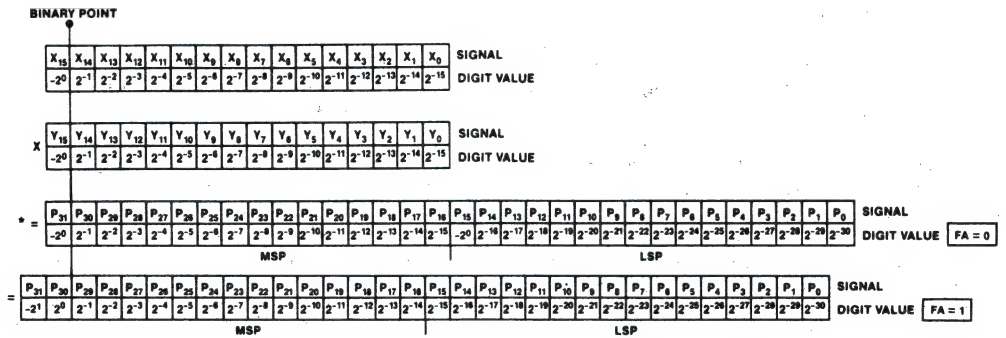 BINARY POINT
X15 X14 X13 X12 X11 X10 X9 X8 X7 X6 X5 X4 X3 X2 X1 X0 SIGNAL
-2^0 2^-1 2^-2 2^-3 2^-4 2^-5 2^-6 2^-7 2^-8 2^-9 2^-10 2^-11 2^-12 2^-13 2^-14 2^-15 DIGIT VALUE
X Y15 Y14 Y13 Y12 Y11 Y10 Y9 Y8 Y7 Y6 Y5 Y4 Y3 Y2 Y1 Y0 SIGNAL
-2^0 2^-1 2^-2 2^-3 2^-4 2^-5 2^-6 2^-7 2^-8 2^-9 2^-10 2^-11 2^-12 2^-13 2^-14 2^-15 DIGIT VALUE
* = P31 P30 P29 P28 P27 P26 P25 P24 P23 P22 P21 P20 P19 P18 P17 P16 P15 P14 P13 P12 P11 P10 P9 P8 P7 P6 P5 P4 P3 P2 P1 P0 SIGNAL
-2^0 2^-1 2^-2 2^-3 2^-4 2^-5 2^-6 2^-7 2^-8 2^-9 2^-10 2^-11 2^-12 2^-13 2^-14 2^-15 -2^0 2^-16 2^-17 2^-18 2^-19 2^-20 2^-21 2^-22 2^-23 2^-24 2^-25 2^-26 2^-27 2^-28 2^-29 2^-30 DIGIT VALUE FA = 0
MSP LSP
= P31 P30 P29 P28 P27 P26 P25 P24 P23 P22 P21 P20 P19 P18 P17 P16 P15 P14 P13 P12 P11 P10 P9 P8 P7 P6 P5 P4 P3 P2 P1 P0 SIGNAL
-2^1 2^0 2^-1 2^-2 2^-3 2^-4 2^-5 2^-6 2^-7 2^-8 2^-9 2^-10 2^-11 2^-12 2^-13 2^-14 2^-15 2^-16 2^-17 2^-18 2^-19 2^-20 2^-21 2^-22 2^-23 2^-24 2^-25 2^-26 2^-27 2^-28 2^-29 2^-30 DIGIT VALUE FA = 1
MSP LSP